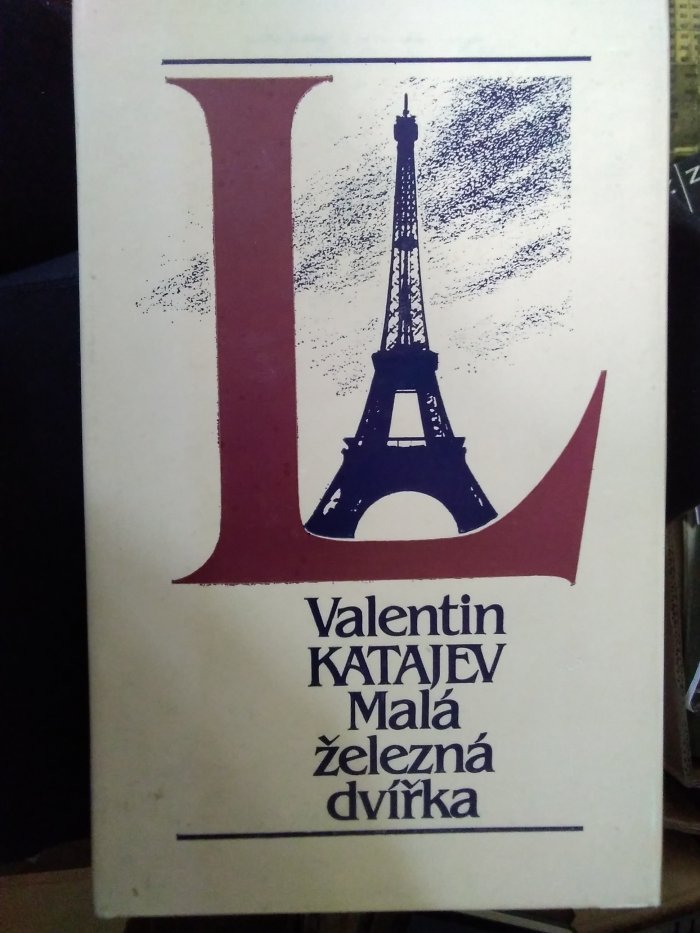 L
Valentin
KATAJEV
Malá
železná
dvířka